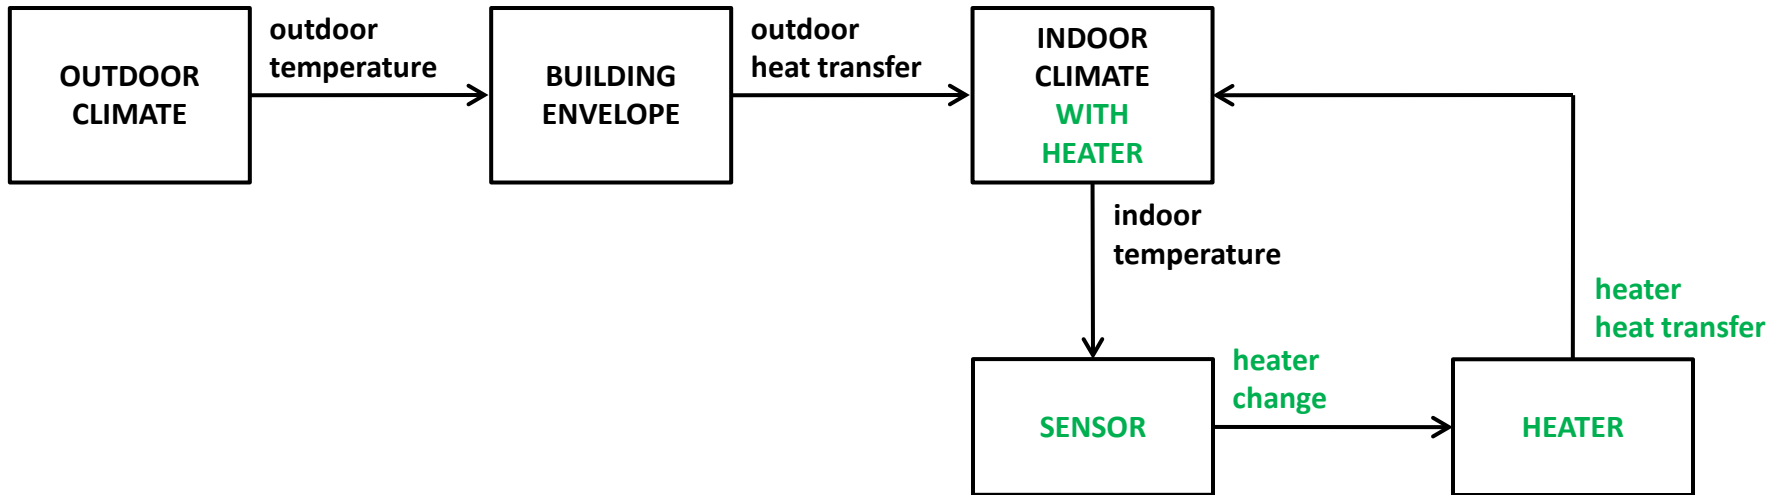 OUTDOOR
CLIMATE
outdoor
temperature
BUILDING
ENVELOPE
outdoor
heat transfer
INDOOR
CLIMATE
WITH
HEATER
indoor
temperature
SENSOR
heater
change
HEATER
heater
heat transfer